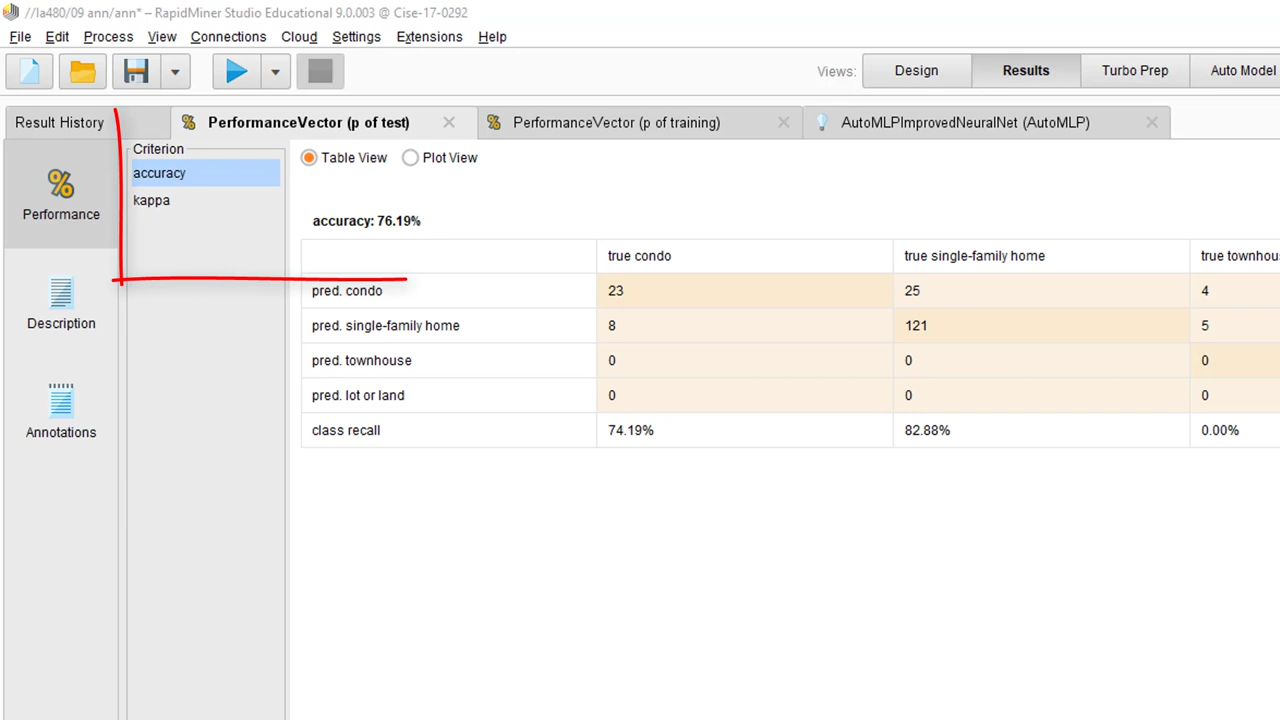 //la480/09 ann/ann* – RapidMiner Studio Educational 9.0.003 @ Cise-17-0292
File Edit Process View Connections Cloud Settings Extensions Help
Views: Design Results Turbo Prep Auto Model
Result History PerformanceVector (p of test) PerformanceVector (p of training) AutoMLPImprovedNeuralNet (AutoMLP)
Performance
Description
Annotations
Criterion
accuracy
kappa
Table View Plot View
accuracy: 76.19%
true condo true single-family home true townhou
pred. condo 23 25 4
pred. single-family home 8 121 5
pred. townhouse 0 0 0
pred. lot or land 0 0 0
class recall 74.19% 82.88% 0.00%